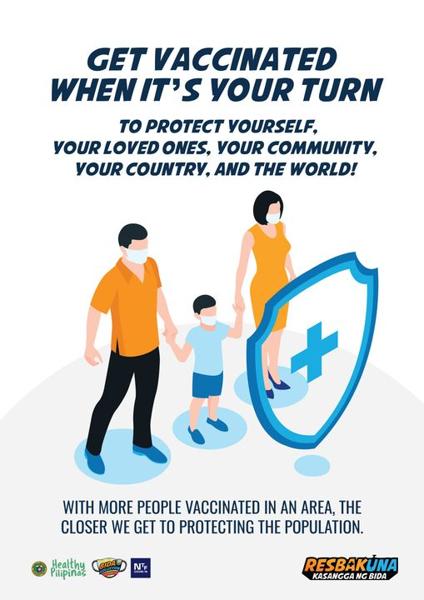 GET VACCINATED
WHEN IT'S YOUR TURN
TO PROTECT YOURSELF,
YOUR LOVED ONES, YOUR COMMUNITY,
YOUR COUNTRY, AND THE WORLD!
WITH MORE PEOPLE VACCINATED IN AN AREA, THE
CLOSER WE GET TO PROTECTING THE POPULATION.
Healthy
Pilipinas
BIDA
RESBAKUNA
KASANGGA NG BIDA